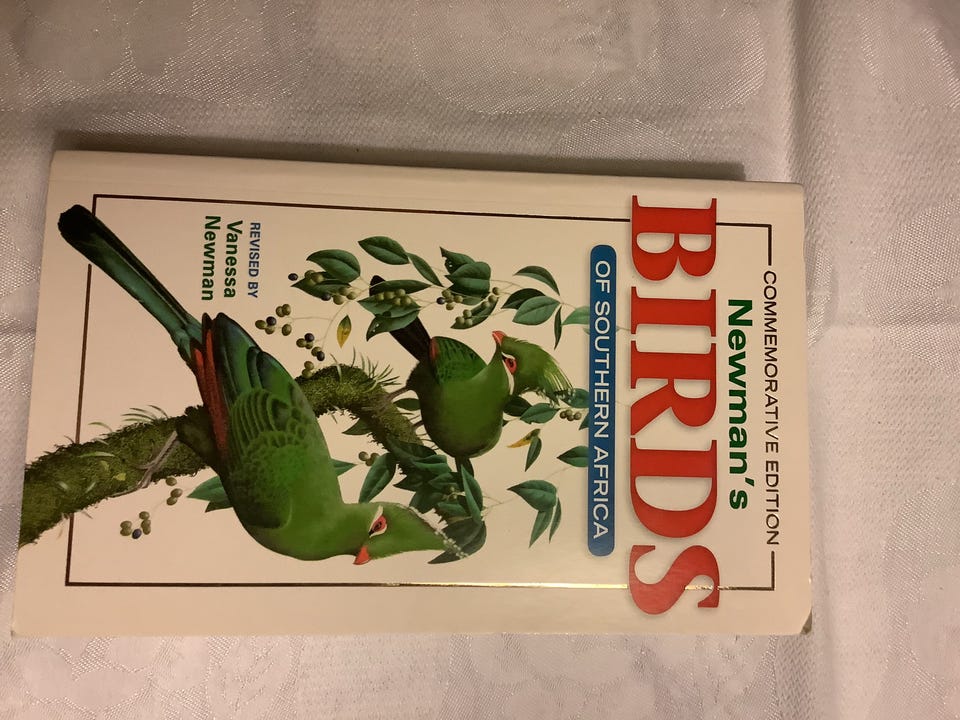 COMMEMORATIVE EDITION
Newman's
BIRDS
OF SOUTHERN AFRICA
REVISED BY
Vanessa
Newman